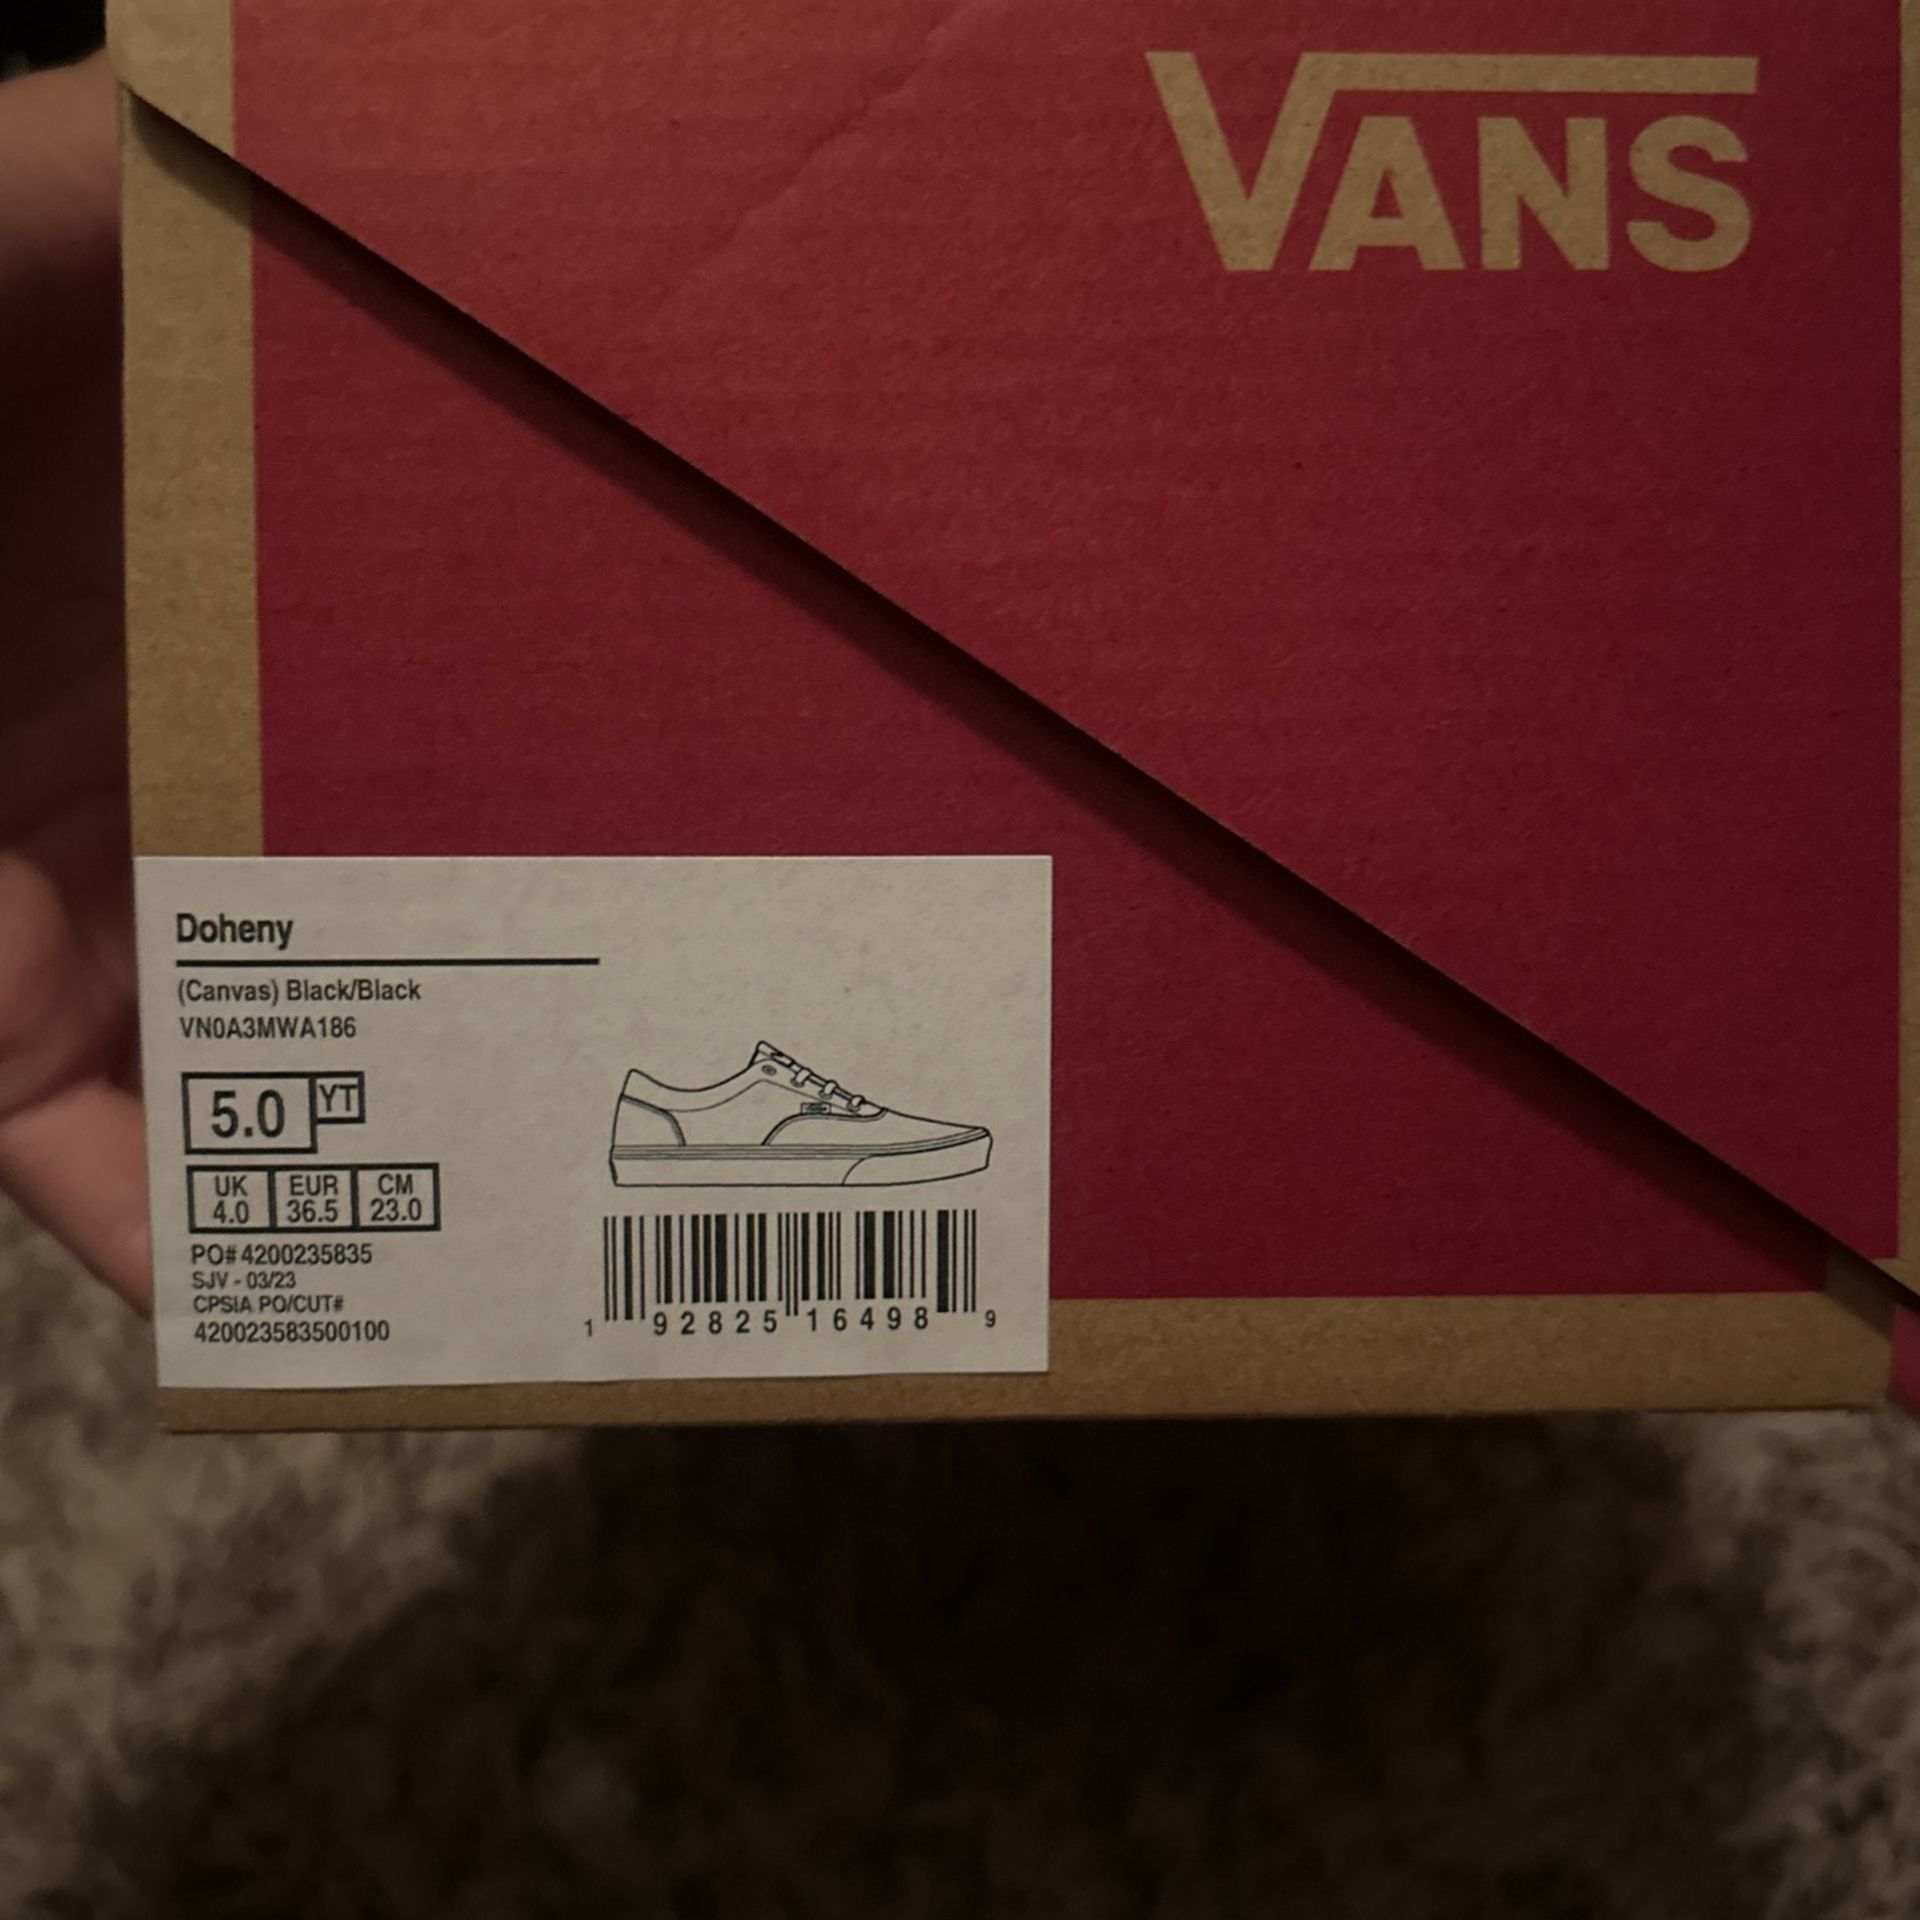 VANS
Doheny
(Canvas) Black/Black
VN0A3MWA186
5.0 YT
UK EUR CM
4.0 36.5 23.0
PO# 4200235835
SJV - 03/23
CPSIA PO/CUT#
420023583500100
1 92825 16498 9